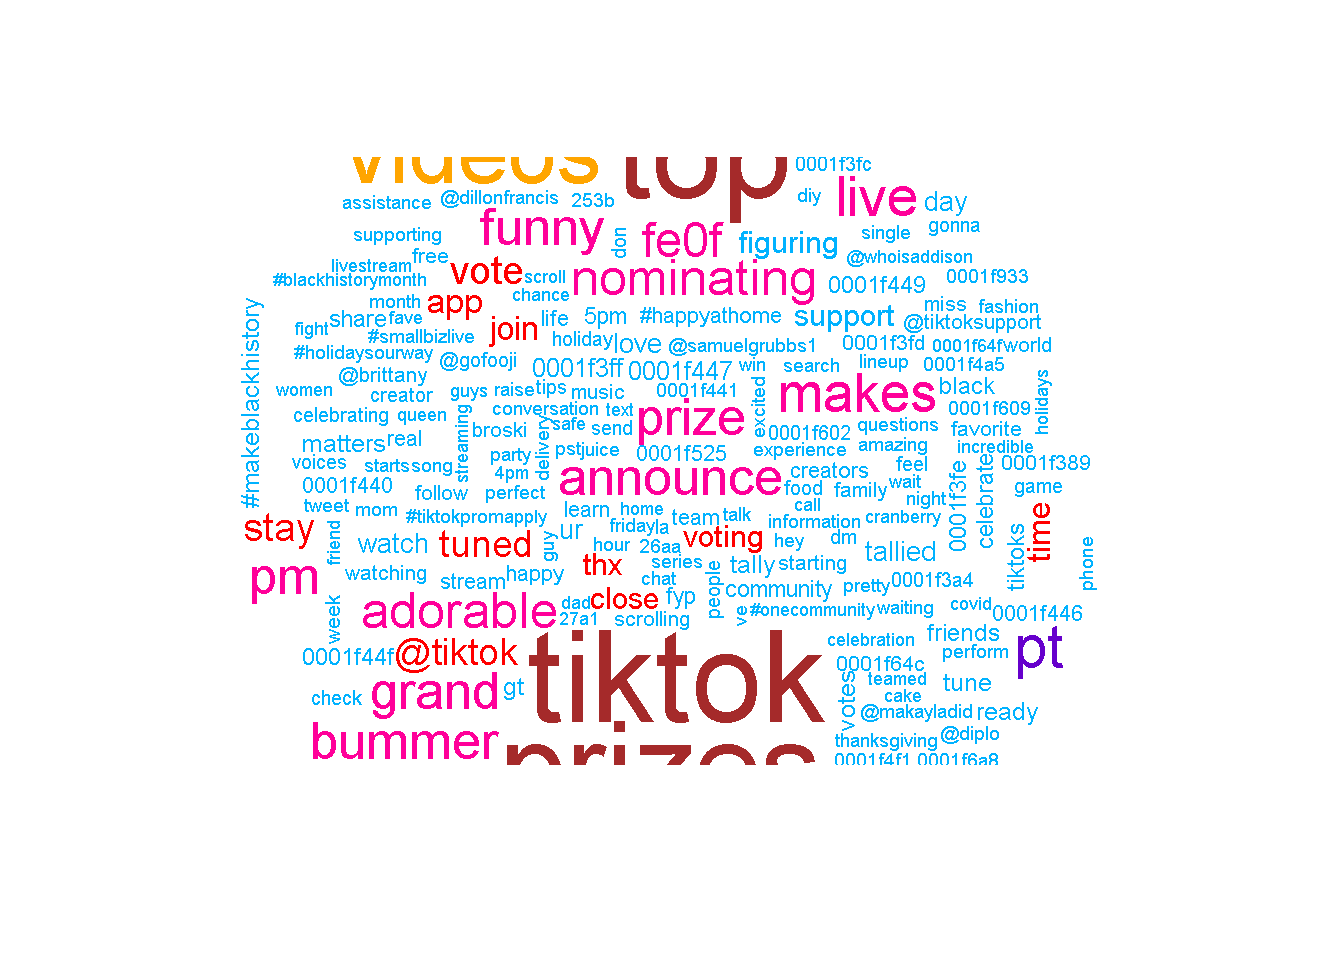 videos top 0001f3fc
assistance @dillonfrancis 253b diy live day
supporting funny don fe0f figuring single gonna
livestream free vote scroll nominating @whoisaddison
#blackhistorymonth chance 0001f449 0001f933
month app miss fashion
fight share fave join life 5pm #happyathome support @tiktoksupport
#makeblackhistory #smallbizlive holiday love @samuelgrubbs1 0001f3fd 0001f64f world
#holidaysourway @gofooji 0001f3ff 0001f447 win search lineup 0001f4a5
@brittany
women creator guys raise tips music 0001f441 makes black
celebrating queen conversation text prize excited 0001f609 holidays
matters real streaming broski delivery safe send 0001f602 questions favorite
party pstjuice 0001f525 experience amazing incredible
voices starts song 4pm announce creators feel 0001f3fe celebrate 0001f389
0001f440 follow perfect food family wait game
tweet mom #tiktokpromapply learn home call night
stay friend ur friday la team talk information cranberry time
watch tuned guy hour 26aa voting hey dm tallied tiktoks phone
pm watching stream happy thx series people tally starting
chat community pretty 0001f3a4
week adorable dad close fyp ve #onecommunity waiting covid 0001f446
27a1 scrolling
0001f44f @tiktok tiktok celebration friends pt
0001f64c perform
check grand gt votes teamed tune
cake
@makayladid ready
bummer prizes thanksgiving @diplo
0001f4f1 0001f6a8